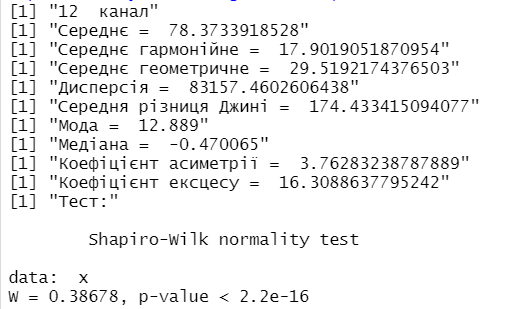 [1] "12  канал"
[1] "Середнє =  78.3733918528"
[1] "Середнє гармонійне =  17.9019051870954"
[1] "Середнє геометричне =  29.5192174376503"
[1] "Дисперсія =  83157.4602606438"
[1] "Середня різниця Джині =  174.433415094077"
[1] "Мода =  12.889"
[1] "Медіана =  -0.470065"
[1] "Коефіцієнт асиметрії =  3.76283238787889"
[1] "Коефіцієнт ексцесу =  16.3088637795242"
[1] "Тест:"
Shapiro-Wilk normality test
data:  x
W = 0.38678, p-value < 2.2e-16